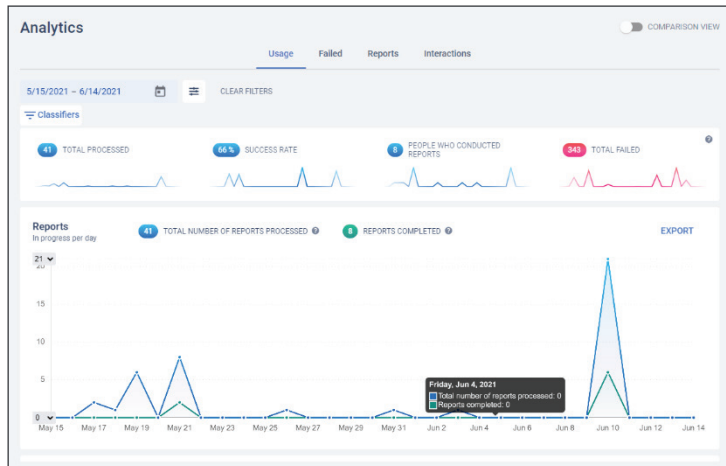 Analytics
COMPARISON VIEW
Usage Failed Reports Interactions
5/15/2021 – 6/14/2021 CLEAR FILTERS
Classifiers
41 TOTAL PROCESSED 66% SUCCESS RATE 8 PEOPLE WHO CONDUCTED REPORTS 343 TOTAL FAILED
Reports
In progress per day
41 TOTAL NUMBER OF REPORTS PROCESSED 8 REPORTS COMPLETED EXPORT
21
20
15
10
5
0
Friday, Jun 4, 2021
Total number of reports processed: 0
Reports completed: 0
May 15 May 17 May 19 May 21 May 23 May 25 May 27 May 29 May 31 Jun 2 Jun 4 Jun 6 Jun 8 Jun 10 Jun 12 Jun 14